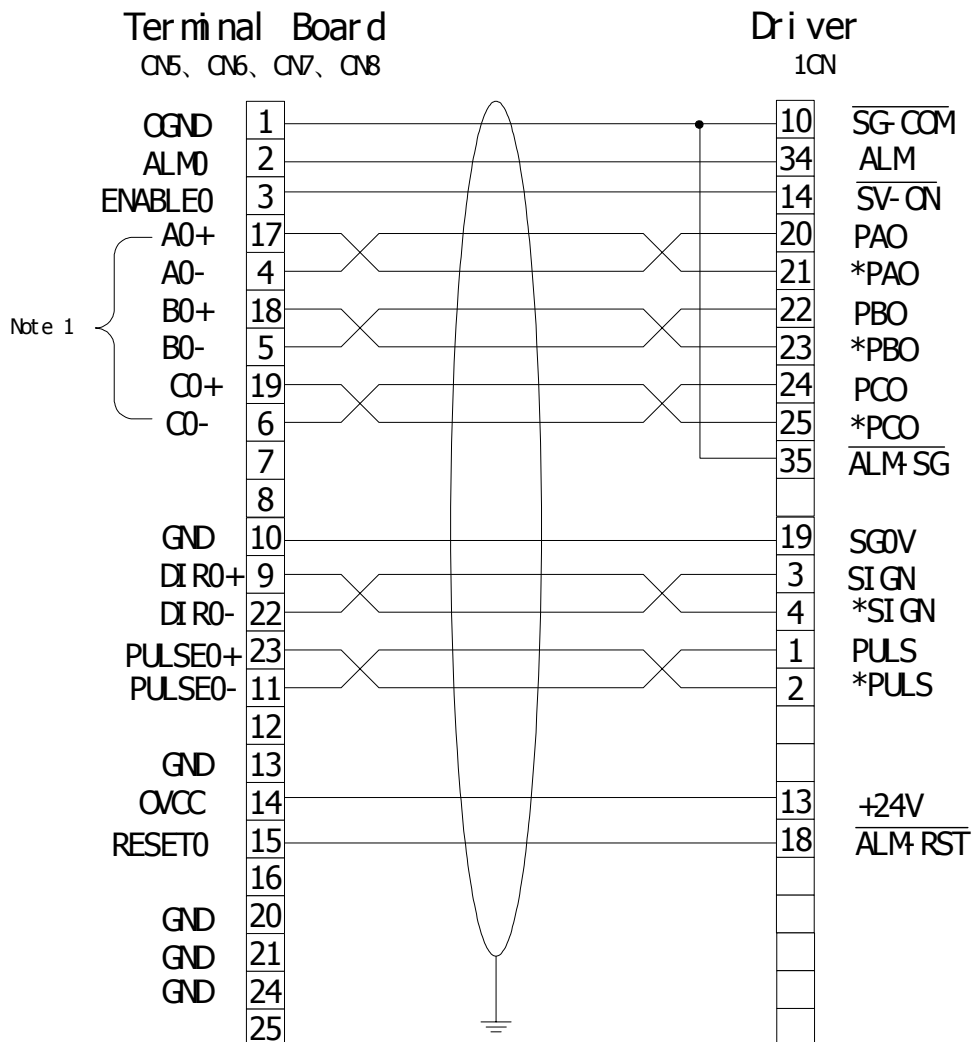 Terminal Board Driver
CN5、CN6、CN7、CN8 1CN
OGND 1 10 SG-COM
ALM0 2 34 ALM
ENABLE0 3 14 SV-ON
A0+ 17 20 PAO
A0- 4 21 *PAO
B0+ 18 22 PBO
Note 1
B0- 5 23 *PBO
C0+ 19 24 PCO
C0- 6 25 *PCO
7 35 ALM-SG
8
GND 10 19 SG0V
DIR0+ 9 3 SIGN
DIR0- 22 4 *SIGN
PULSE0+ 23 1 PULS
PULSE0- 11 2 *PULS
12
GND 13
OVCC 14 13 +24V
RESET0 15 18 ALM-RST
16
GND 20
GND 21
GND 24
25